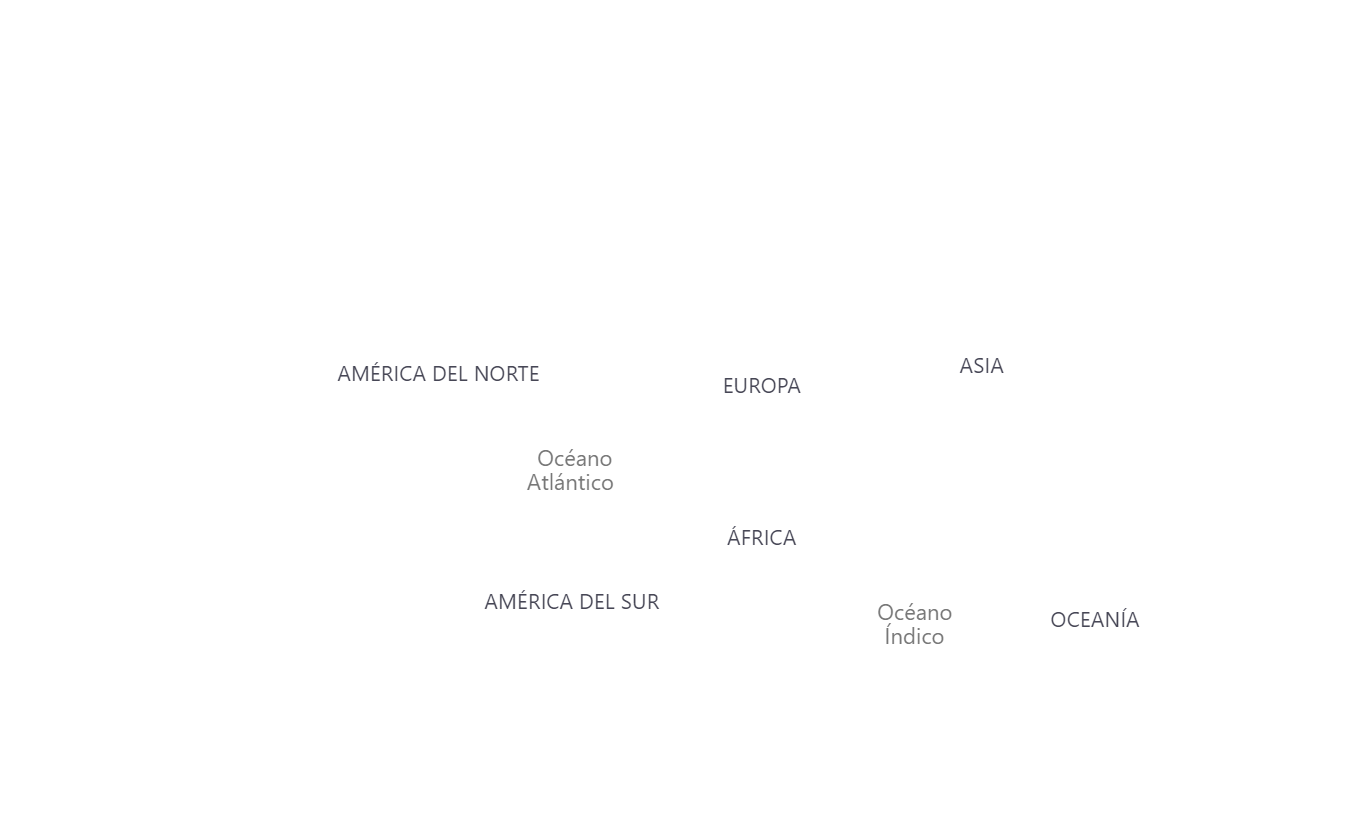 ASIA
AMÉRICA DEL NORTE
EUROPA
Océano
Atlántico
ÁFRICA
AMÉRICA DEL SUR
Océano
Índico
OCEANÍA